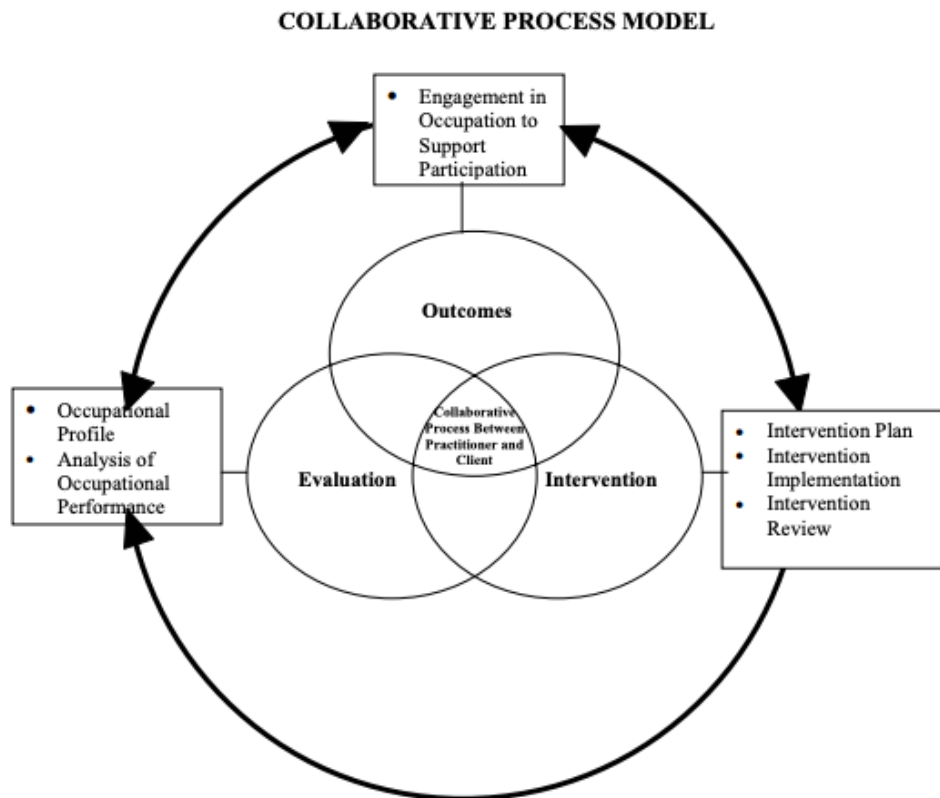 COLLABORATIVE PROCESS MODEL
• Engagement in
Occupation to
Support
Participation
Outcomes
• Occupational
Profile
• Analysis of
Occupational
Performance
Evaluation
Collaborative
Process Between
Practitioner and
Client
Intervention
• Intervention Plan
• Intervention
Implementation
• Intervention
Review